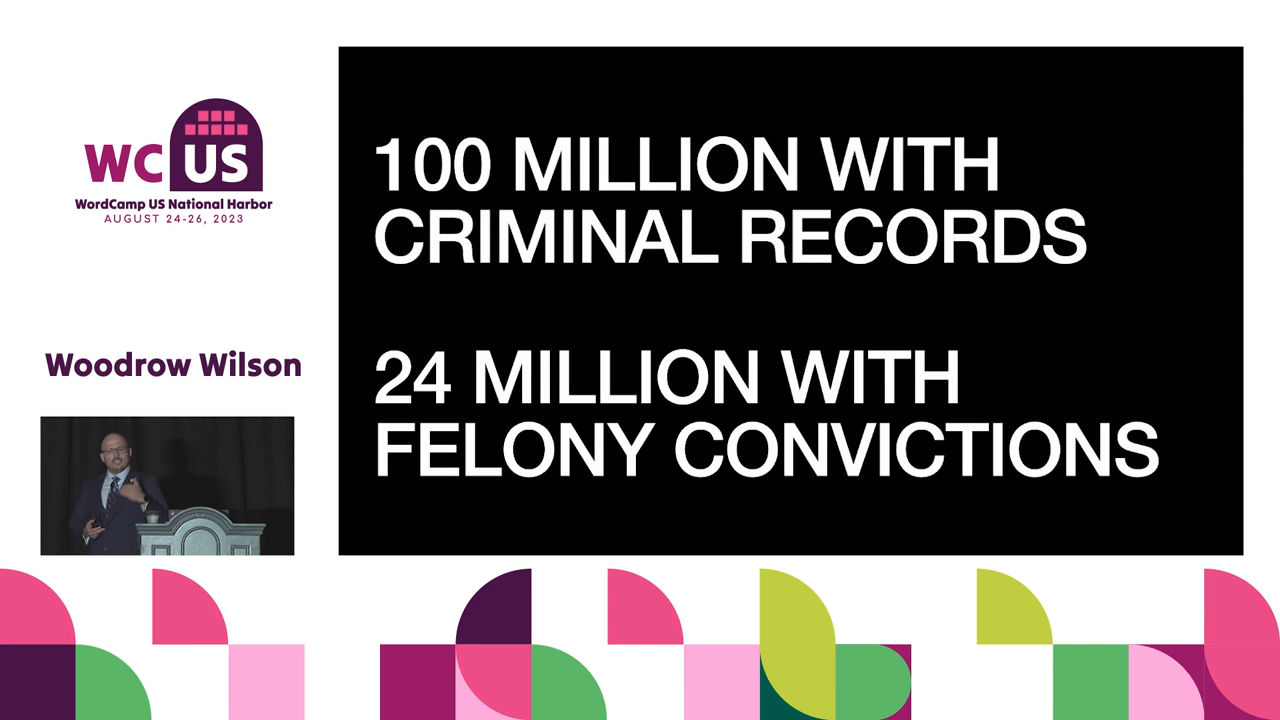 WC US
WordCamp US National Harbor
AUGUST 24-26, 2023
Woodrow Wilson
100 MILLION WITH
CRIMINAL RECORDS
24 MILLION WITH
FELONY CONVICTIONS